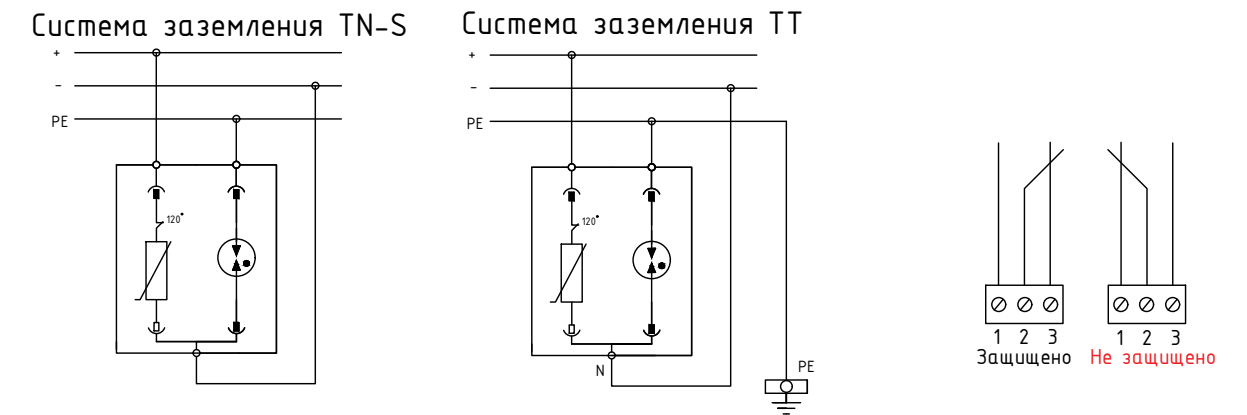 Система заземления TN-S
+
-
PE
120°
Система заземления TT
+
-
PE
120°
N
PE
1 2 3
Защищено
1 2 3
Не защищено